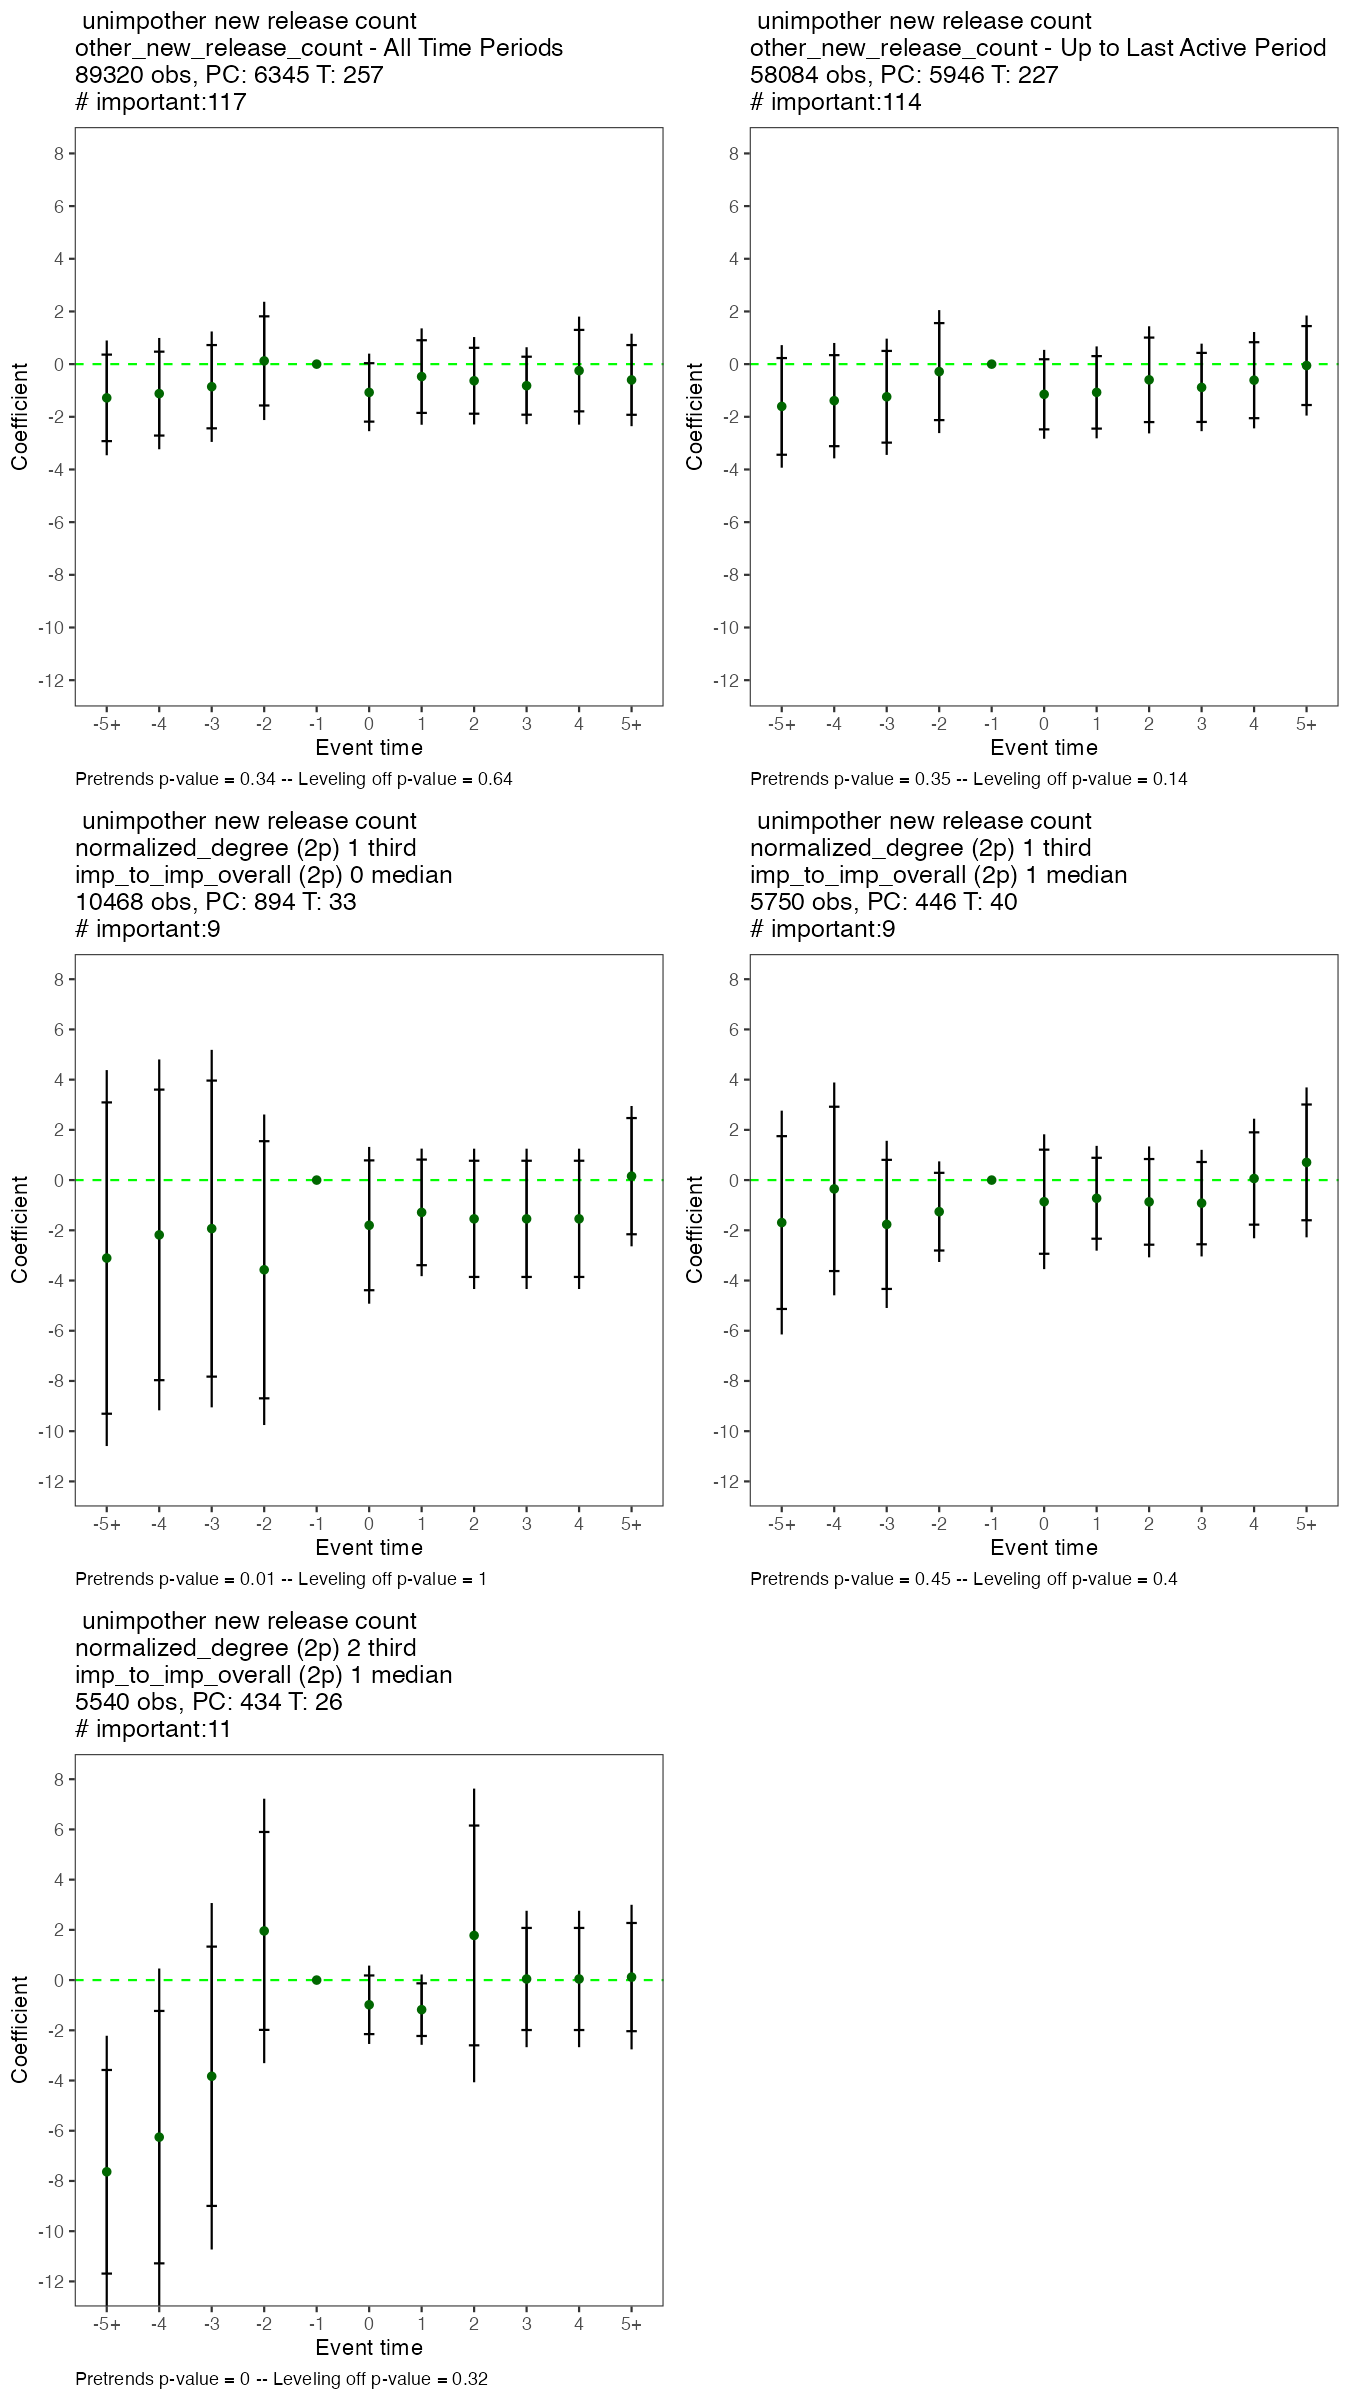 unimpother new release count
other_new_release_count - All Time Periods
89320 obs, PC: 6345 T: 257
# important:117
8
6
4
2
0
-2
-4
-6
-8
-10
-12
Coefficient
-5+ -4 -3 -2 -1 0 1 2 3 4 5+
Event time
Pretrends p-value = 0.34 -- Leveling off p-value = 0.64
unimpother new release count
other_new_release_count - Up to Last Active Period
58084 obs, PC: 5946 T: 227
# important:114
8
6
4
2
0
-2
-4
-6
-8
-10
-12
Coefficient
-5+ -4 -3 -2 -1 0 1 2 3 4 5+
Event time
Pretrends p-value = 0.35 -- Leveling off p-value = 0.14
unimpother new release count
normalized_degree (2p) 1 third
imp_to_imp_overall (2p) 0 median
10468 obs, PC: 894 T: 33
# important:9
8
6
4
2
0
-2
-4
-6
-8
-10
-12
Coefficient
-5+ -4 -3 -2 -1 0 1 2 3 4 5+
Event time
Pretrends p-value = 0.01 -- Leveling off p-value = 1
unimpother new release count
normalized_degree (2p) 1 third
imp_to_imp_overall (2p) 1 median
5750 obs, PC: 446 T: 40
# important:9
8
6
4
2
0
-2
-4
-6
-8
-10
-12
Coefficient
-5+ -4 -3 -2 -1 0 1 2 3 4 5+
Event time
Pretrends p-value = 0.45 -- Leveling off p-value = 0.4
unimpother new release count
normalized_degree (2p) 2 third
imp_to_imp_overall (2p) 1 median
5540 obs, PC: 434 T: 26
# important:11
8
6
4
2
0
-2
-4
-6
-8
-10
-12
Coefficient
-5+ -4 -3 -2 -1 0 1 2 3 4 5+
Event time
Pretrends p-value = 0 -- Leveling off p-value = 0.32